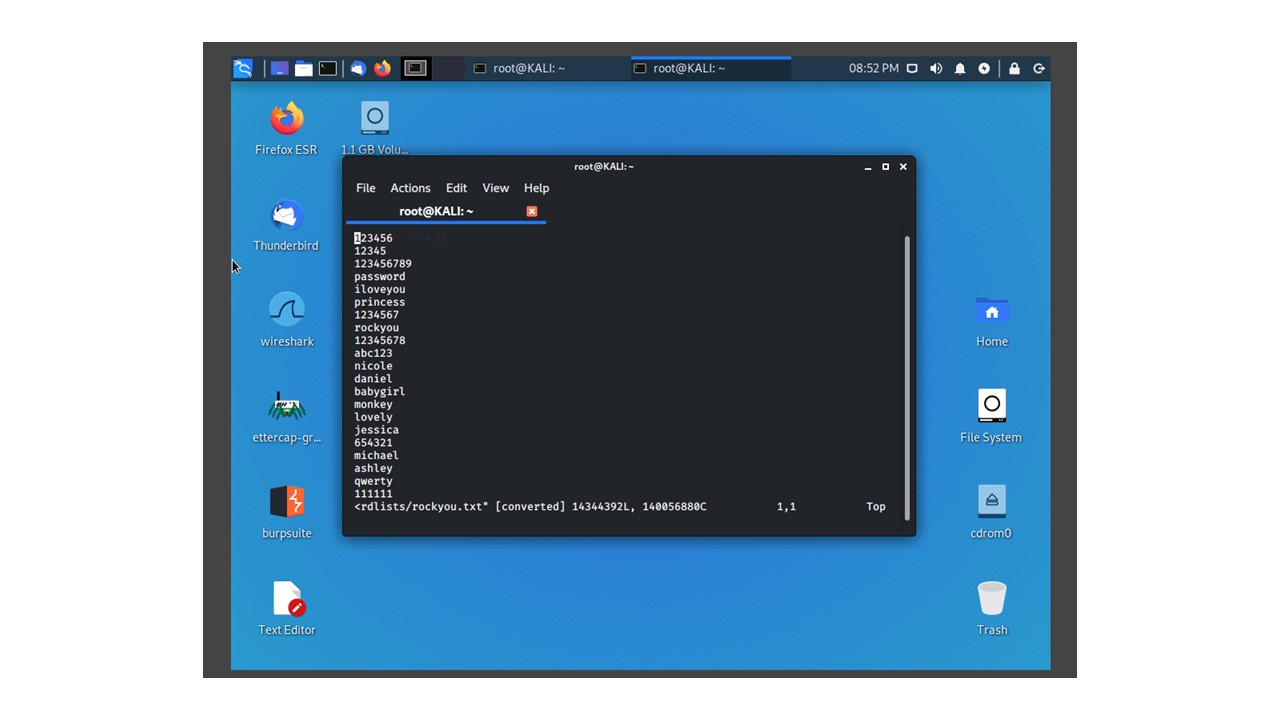 root@KALI: ~
root@KALI: ~
08:52 PM
Firefox ESR
1.1 GB Volu...
Thunderbird
wireshark
ettercap-gr...
burpsuite
Text Editor
root@KALI:~
File Actions Edit View Help
root@KALI: ~
123456
12345
123456789
password
iloveyou
princess
1234567
rockyou
12345678
abc123
nicole
daniel
babygirl
monkey
lovely
jessica
654321
michael
ashley
qwerty
111111
<rdlists/rockyou.txt" [converted] 14344392L, 140056880C 1,1 Top
Home
File System
cdrom0
Trash